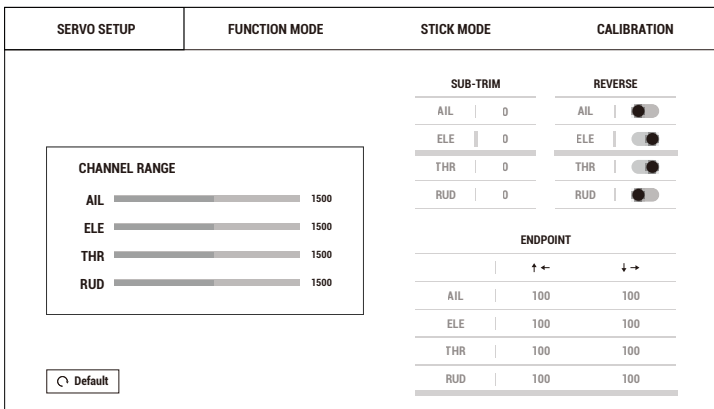 SERVO SETUP FUNCTION MODE STICK MODE CALIBRATION
CHANNEL RANGE
AIL 1500
ELE 1500
THR 1500
RUD 1500
Default
SUB-TRIM
AIL 0
ELE 0
THR 0
RUD 0
REVERSE
AIL
ELE
THR
RUD
ENDPOINT
↑← ↓→
AIL 100 100
ELE 100 100
THR 100 100
RUD 100 100